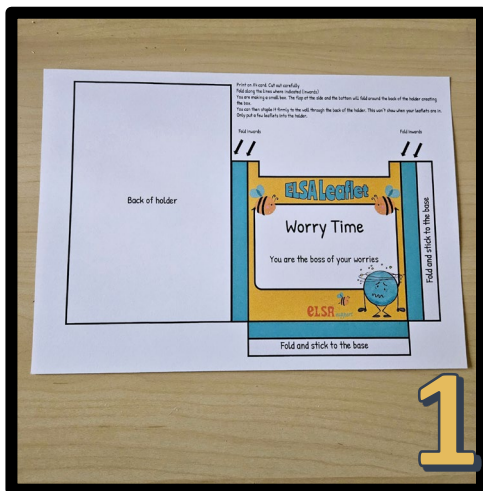 Print on A4 card. Cut out carefully
Fold along the lines where indicated (inwards)
You are making a small box. The flap at the side and the bottom will fold around the back of the holder creating
the box.
You can then staple it firmly to the wall through the back of the holder. This won't show when your leaflets are in.
Only put a few leaflets into the holder.
Fold inwards
Fold inwards
Back of holder
ELSA Leaflet
Worry Time
You are the boss of your worries
Fold and stick to the base
ELSA
Fold and stick to the base
1